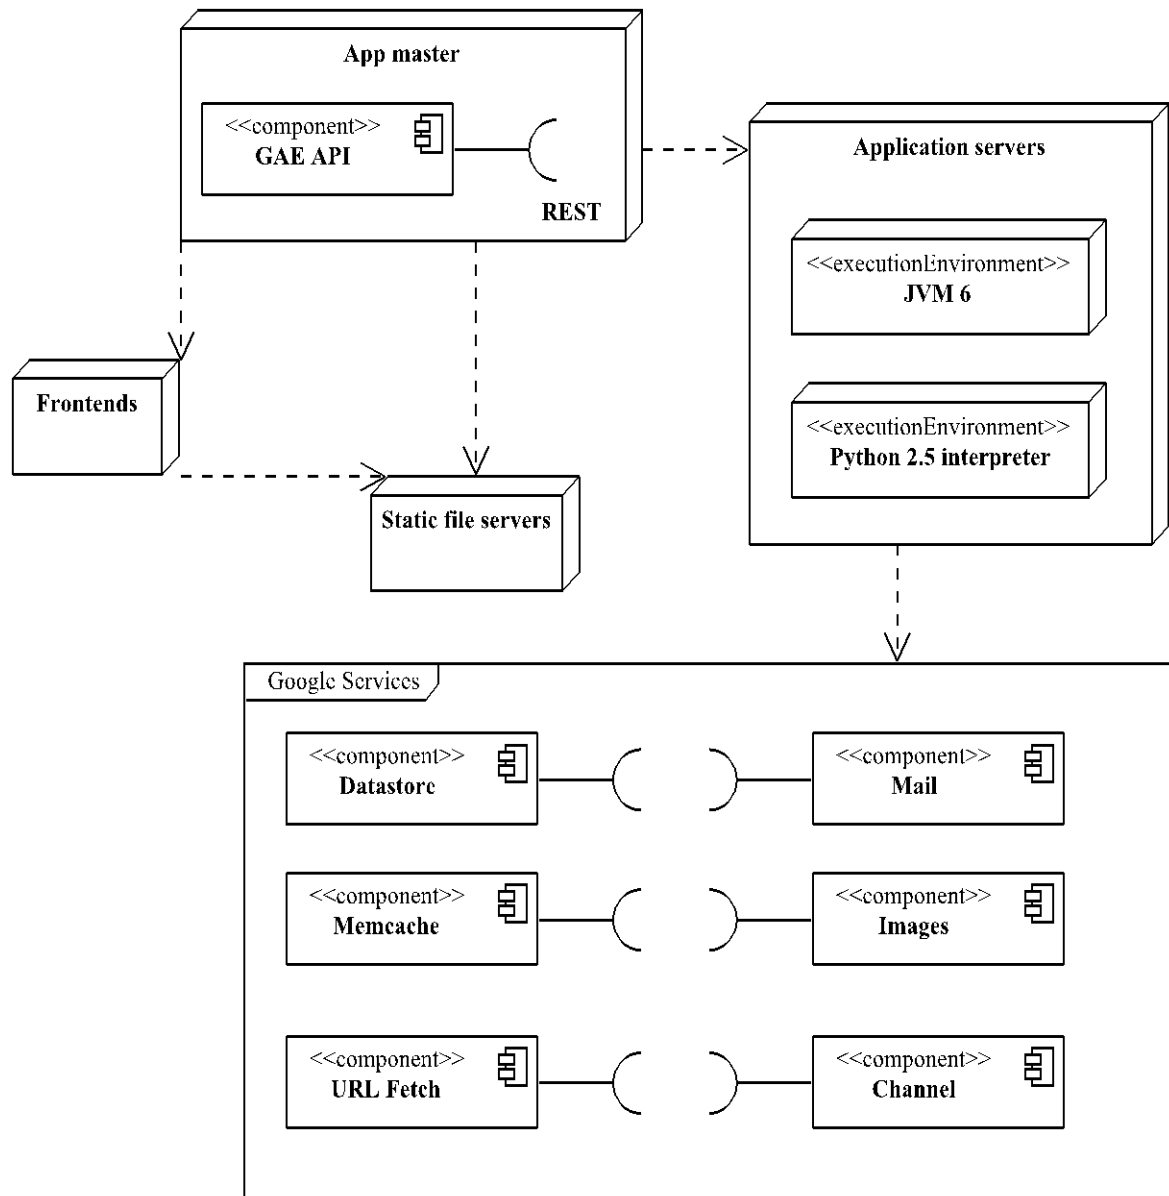 App master
<<component>>
GAE API
REST
Application servers
<<executionEnvironment>>
JVM 6
<<executionEnvironment>>
Python 2.5 interpreter
Frontends
Static file servers
Google Services
<<component>>
Datastore
<<component>>
Mail
<<component>>
Memcache
<<component>>
Images
<<component>>
URL Fetch
<<component>>
Channel